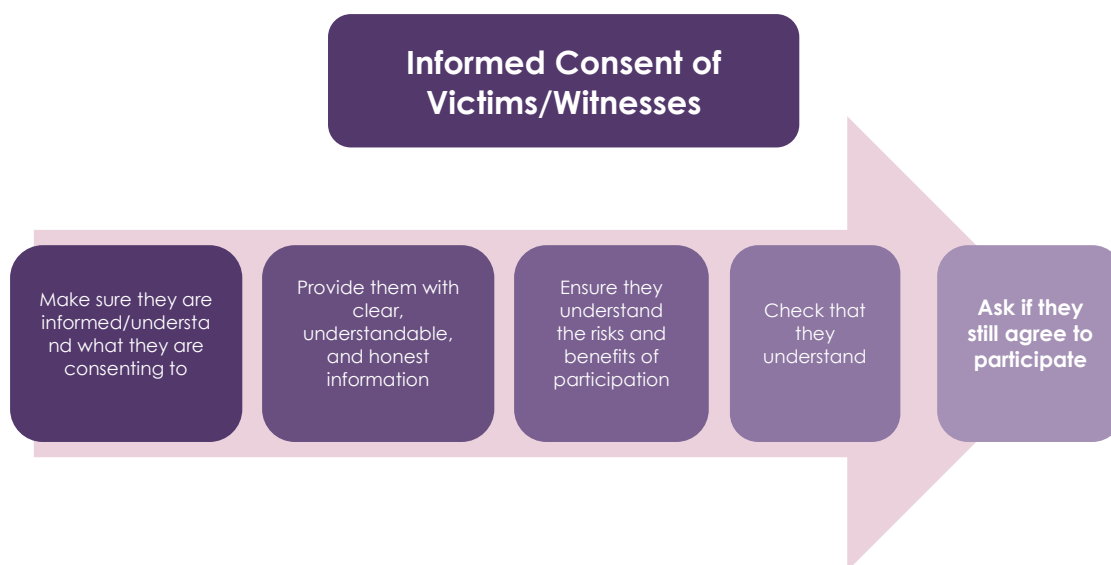 Informed Consent of
Victims/Witnesses
Make sure they are
informed/understa
nd what they are
consenting to
Provide them with
clear,
understandable,
and honest
information
Ensure they
understand
the risks and
benefits of
participation
Check that
they
understand
Ask if they
still agree to
participate